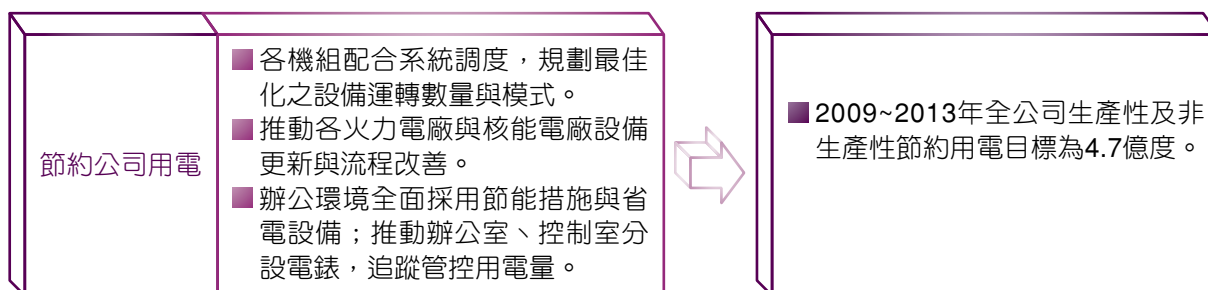 節約公司用電
■各機組配合系統調度，規劃最佳
化之設備運轉數量與模式。
■推動各火力電廠與核能電廠設備
更新與流程改善。
■辦公環境全面採用節能措施與省
電設備；推動辦公室、控制室分
設電錶，追蹤管控用電量。
■2009~2013年全公司生產性及非
生產性節約用電目標為4.7億度。